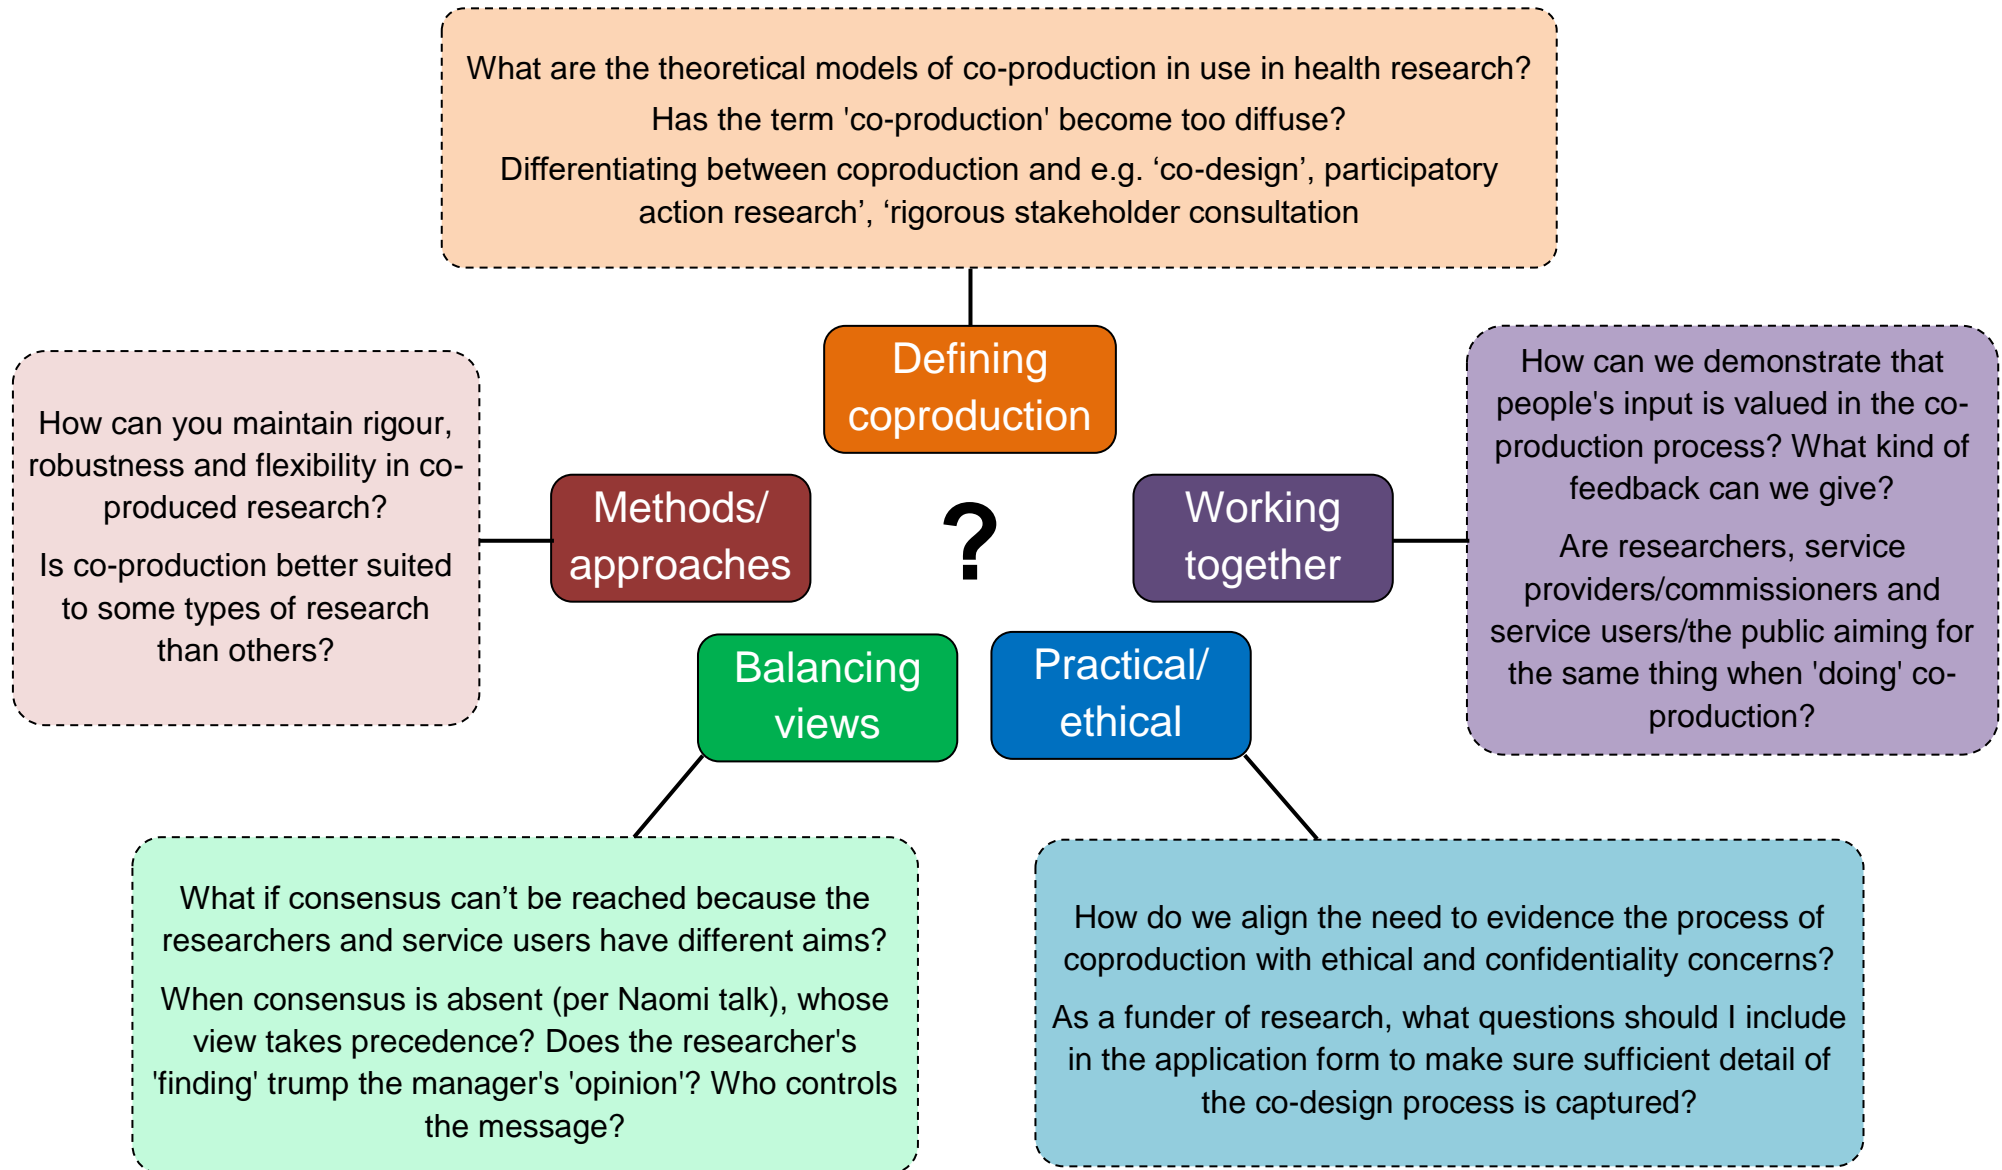 What are the theoretical models of co-production in use in health research?
Has the term 'co-production' become too diffuse?
Differentiating between coproduction and e.g. ‘co-design’, participatory
action research’, ‘rigorous stakeholder consultation
Defining
coproduction
How can you maintain rigour,
robustness and flexibility in co-
produced research?
Is co-production better suited
to some types of research
than others?
Methods/
approaches
?
Working
together
How can we demonstrate that
people's input is valued in the co-
production process? What kind of
feedback can we give?
Are researchers, service
providers/commissioners and
service users/the public aiming for
the same thing when 'doing' co-
production?
Balancing
views
Practical/
ethical
What if consensus can’t be reached because the
researchers and service users have different aims?
When consensus is absent (per Naomi talk), whose
view takes precedence? Does the researcher's
'finding' trump the manager's 'opinion'? Who controls
the message?
How do we align the need to evidence the process of
coproduction with ethical and confidentiality concerns?
As a funder of research, what questions should I include
in the application form to make sure sufficient detail of
the co-design process is captured?